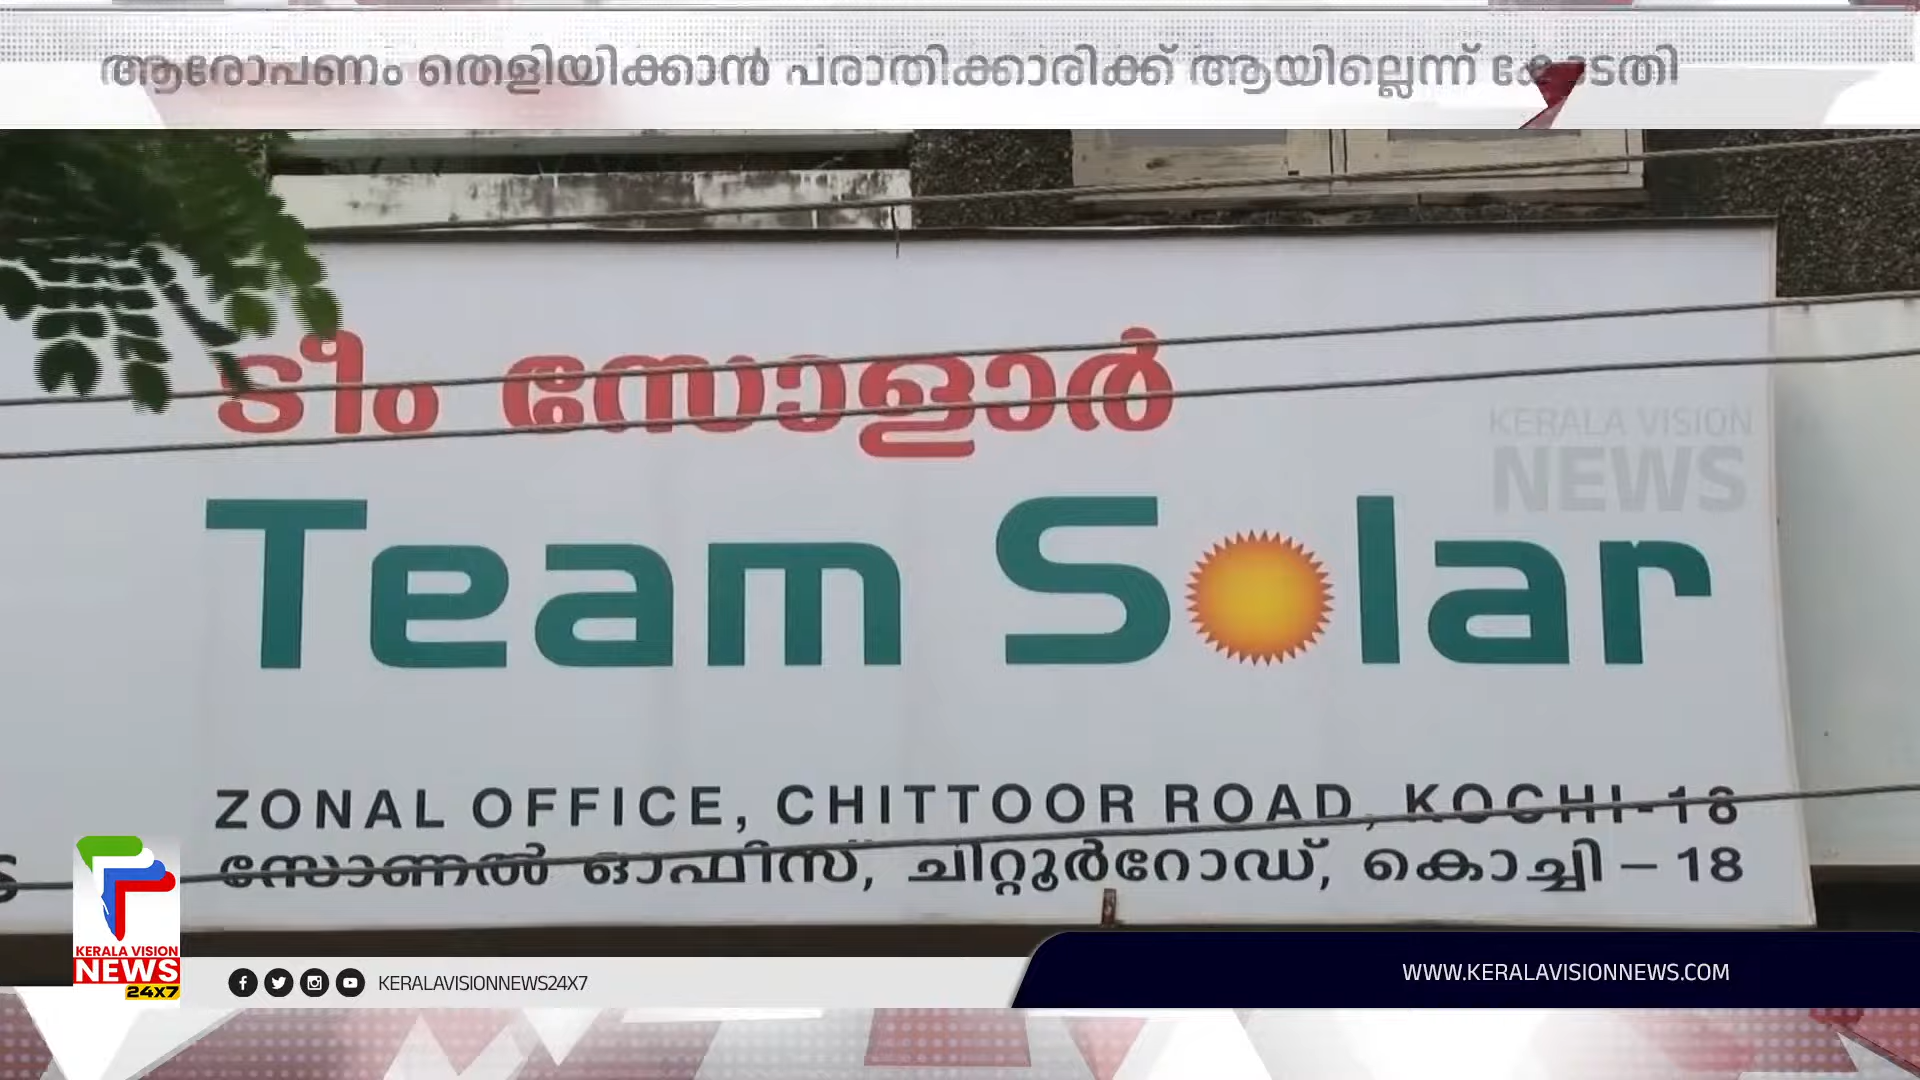 ആരോപണം തെളിയിക്കാൻ പരാതിക്കാരിക്ക് ആയില്ലെന്ന് കോടതി
ടീം സോളാർ
KERALA VISION
NEWS
Team Solar
ZONAL OFFICE, CHITTOOR ROAD, KOCHI-18
സോണൽ ഓഫീസ്, ചിറ്റൂർറോഡ്, കൊച്ചി – 18
KERALA VISION
NEWS
24X7
KERALAVISIONNEWS24X7
WWW.KERALAVISIONNEWS.COM